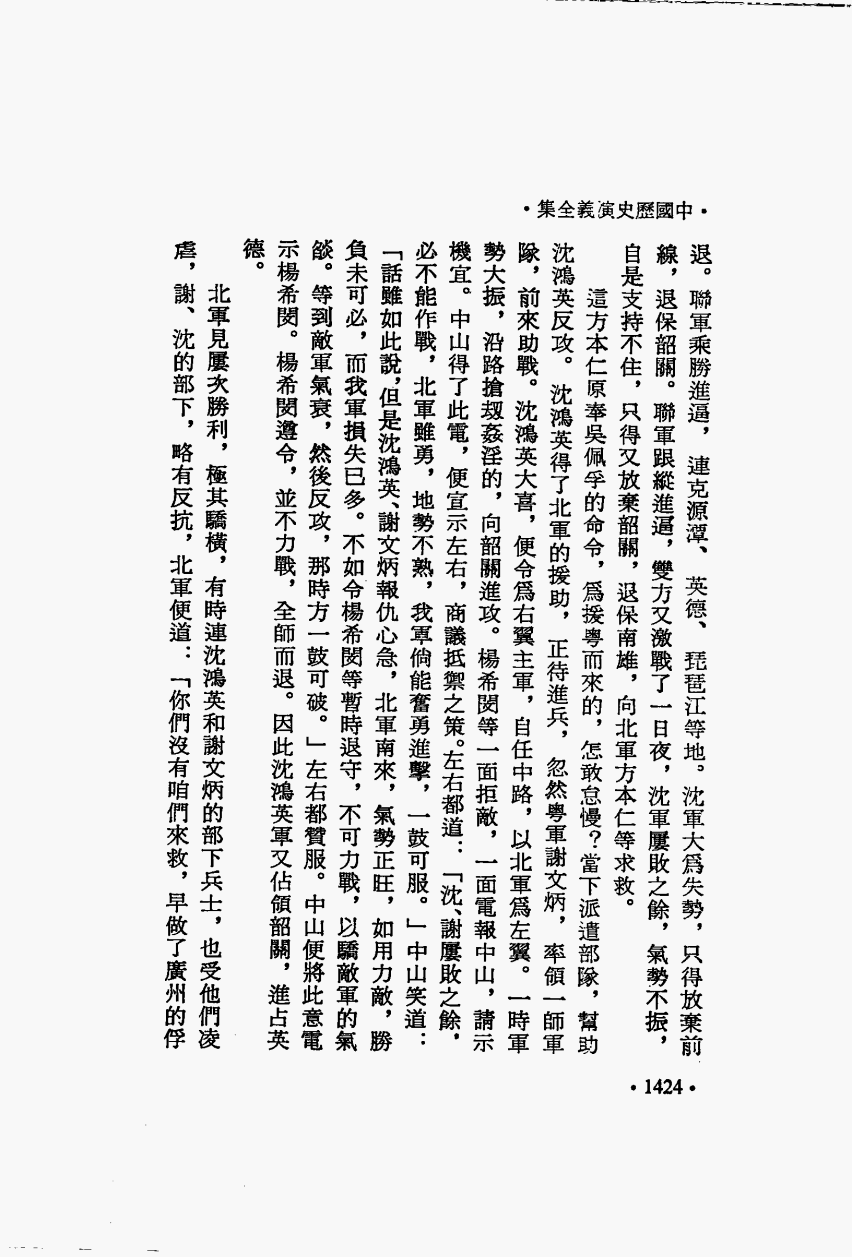 •中國歷史演義全集•
退。聯軍乘勝進逼，連克源潭、英德、琵琶江等地。沈軍大爲失勢，只得放棄前
線，退保韶關。聯軍跟縱進逼，雙方又激戰了一日夜，沈軍屢敗之餘，氣勢不振，
自是支持不住，只得又放棄韶關，退保南雄，向北軍方本仁等求救。
這方本仁原奉吳佩孚的命令，爲援粵而來的，怎敢怠慢？當下派遣部隊，幫助
沈鴻英反攻。沈鴻英得了北軍的援助，正待進兵，忽然粵軍謝文炳，率領一師軍
隊，前來助戰。沈鴻英大喜，便令爲右翼主軍，自任中路，以北軍爲左翼。一時軍
勢大振，沿路搶刼姦淫的，向韶關進攻。楊希閔等一面拒敵，一面電報中山，請示
機宜。中山得了此電，便宣示左右，商議抵禦之策。左右都道：「沈、謝屢敗之餘，
必不能作戰，北軍雖勇，地勢不熟，我軍倘能奮勇進擊，一鼓可服。」中山笑道：
「話雖如此說，但是沈鴻英、謝文炳報仇心急，北軍南來，氣勢正旺，如用力敵，勝
負未可必，而我軍損失已多。不如令楊希閔等暫時退守，不可力戰，以驕敵軍的氣
燄。等到敵軍氣衰，然後反攻，那時方一鼓可破。」左右都贊服。中山便將此意電
示楊希閔。楊希閔遵令，並不力戰，全師而退。因此沈鴻英軍又佔領韶關，進占英
德。
北軍見屢次勝利，極其驕橫，有時連沈鴻英和謝文炳的部下兵士，也受他們凌
虐，謝、沈的部下，略有反抗，北軍便道：「你們沒有咱們來救，早做了廣州的俘
•1424•